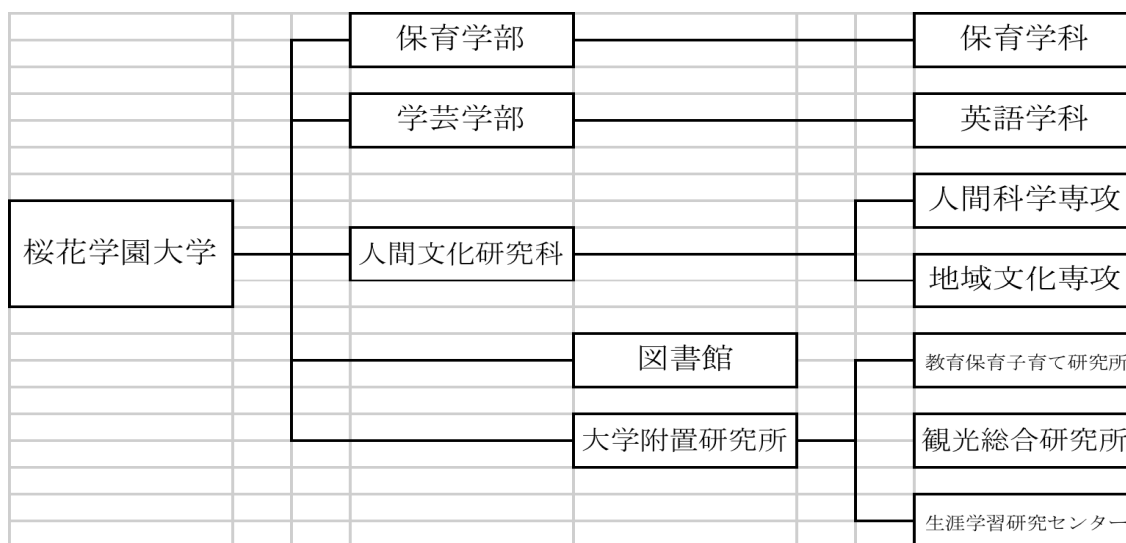 保育学部
保育学科
学芸学部
英語学科
人間科学専攻
桜花学園大学
人間文化研究科
地域文化専攻
図書館
教育保育子育て研究所
大学附置研究所
観光総合研究所
生涯学習研究センター